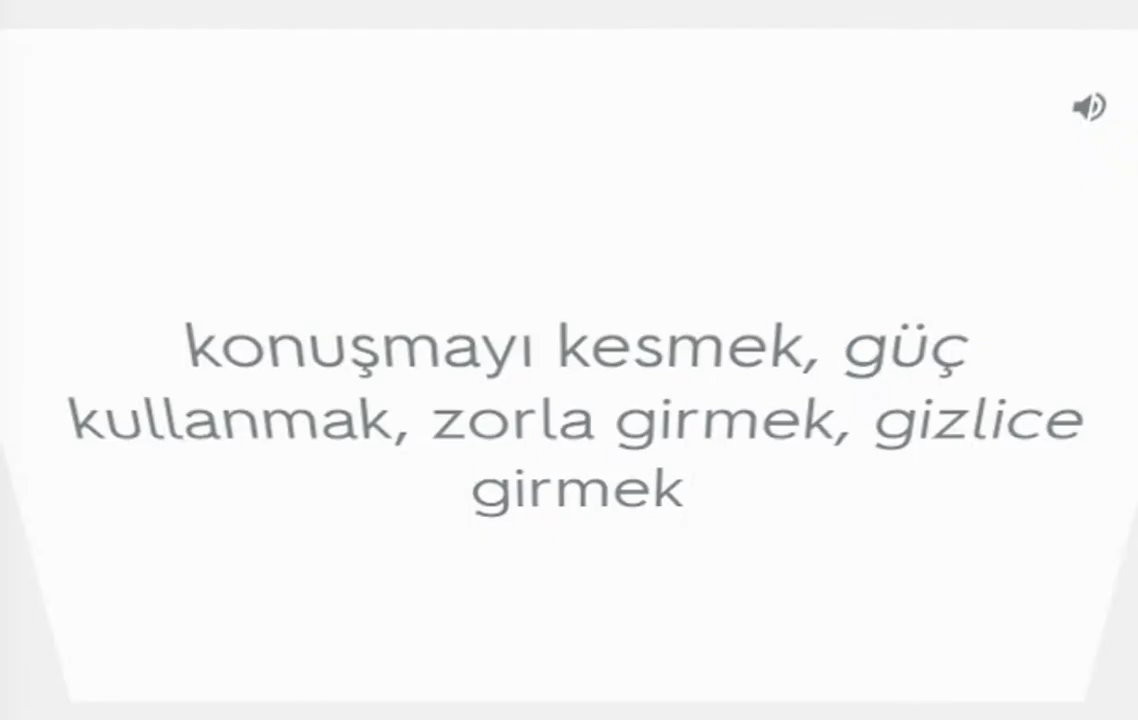 konuşmayı kesmek, güç
kullanmak, zorla girmek, gizlice
girmek